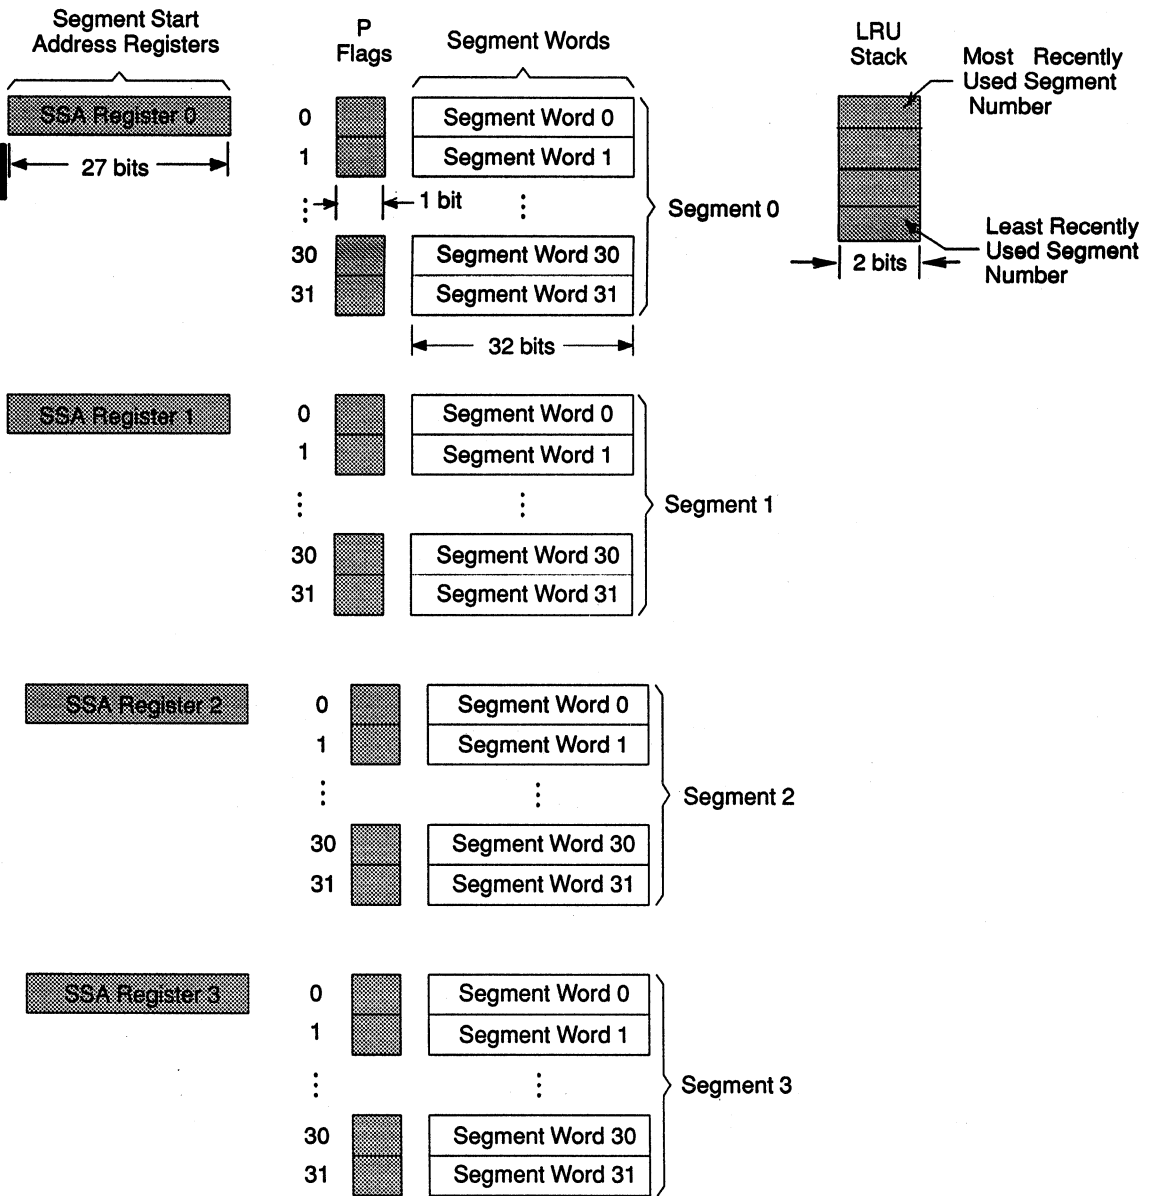 Segment Start
Address Registers
P
Flags
Segment Words
LRU
Stack
Most Recently
Used Segment
Number
SSA Register 0
27 bits
0
1
⋮
30
31
1 bit
Segment Word 0
Segment Word 1
⋮
Segment Word 30
Segment Word 31
32 bits
Segment 0
Least Recently
Used Segment
Number
2 bits
SSA Register 1
0
1
⋮
30
31
Segment Word 0
Segment Word 1
⋮
Segment Word 30
Segment Word 31
Segment 1
SSA Register 2
0
1
⋮
30
31
Segment Word 0
Segment Word 1
⋮
Segment Word 30
Segment Word 31
Segment 2
SSA Register 3
0
1
⋮
30
31
Segment Word 0
Segment Word 1
⋮
Segment Word 30
Segment Word 31
Segment 3